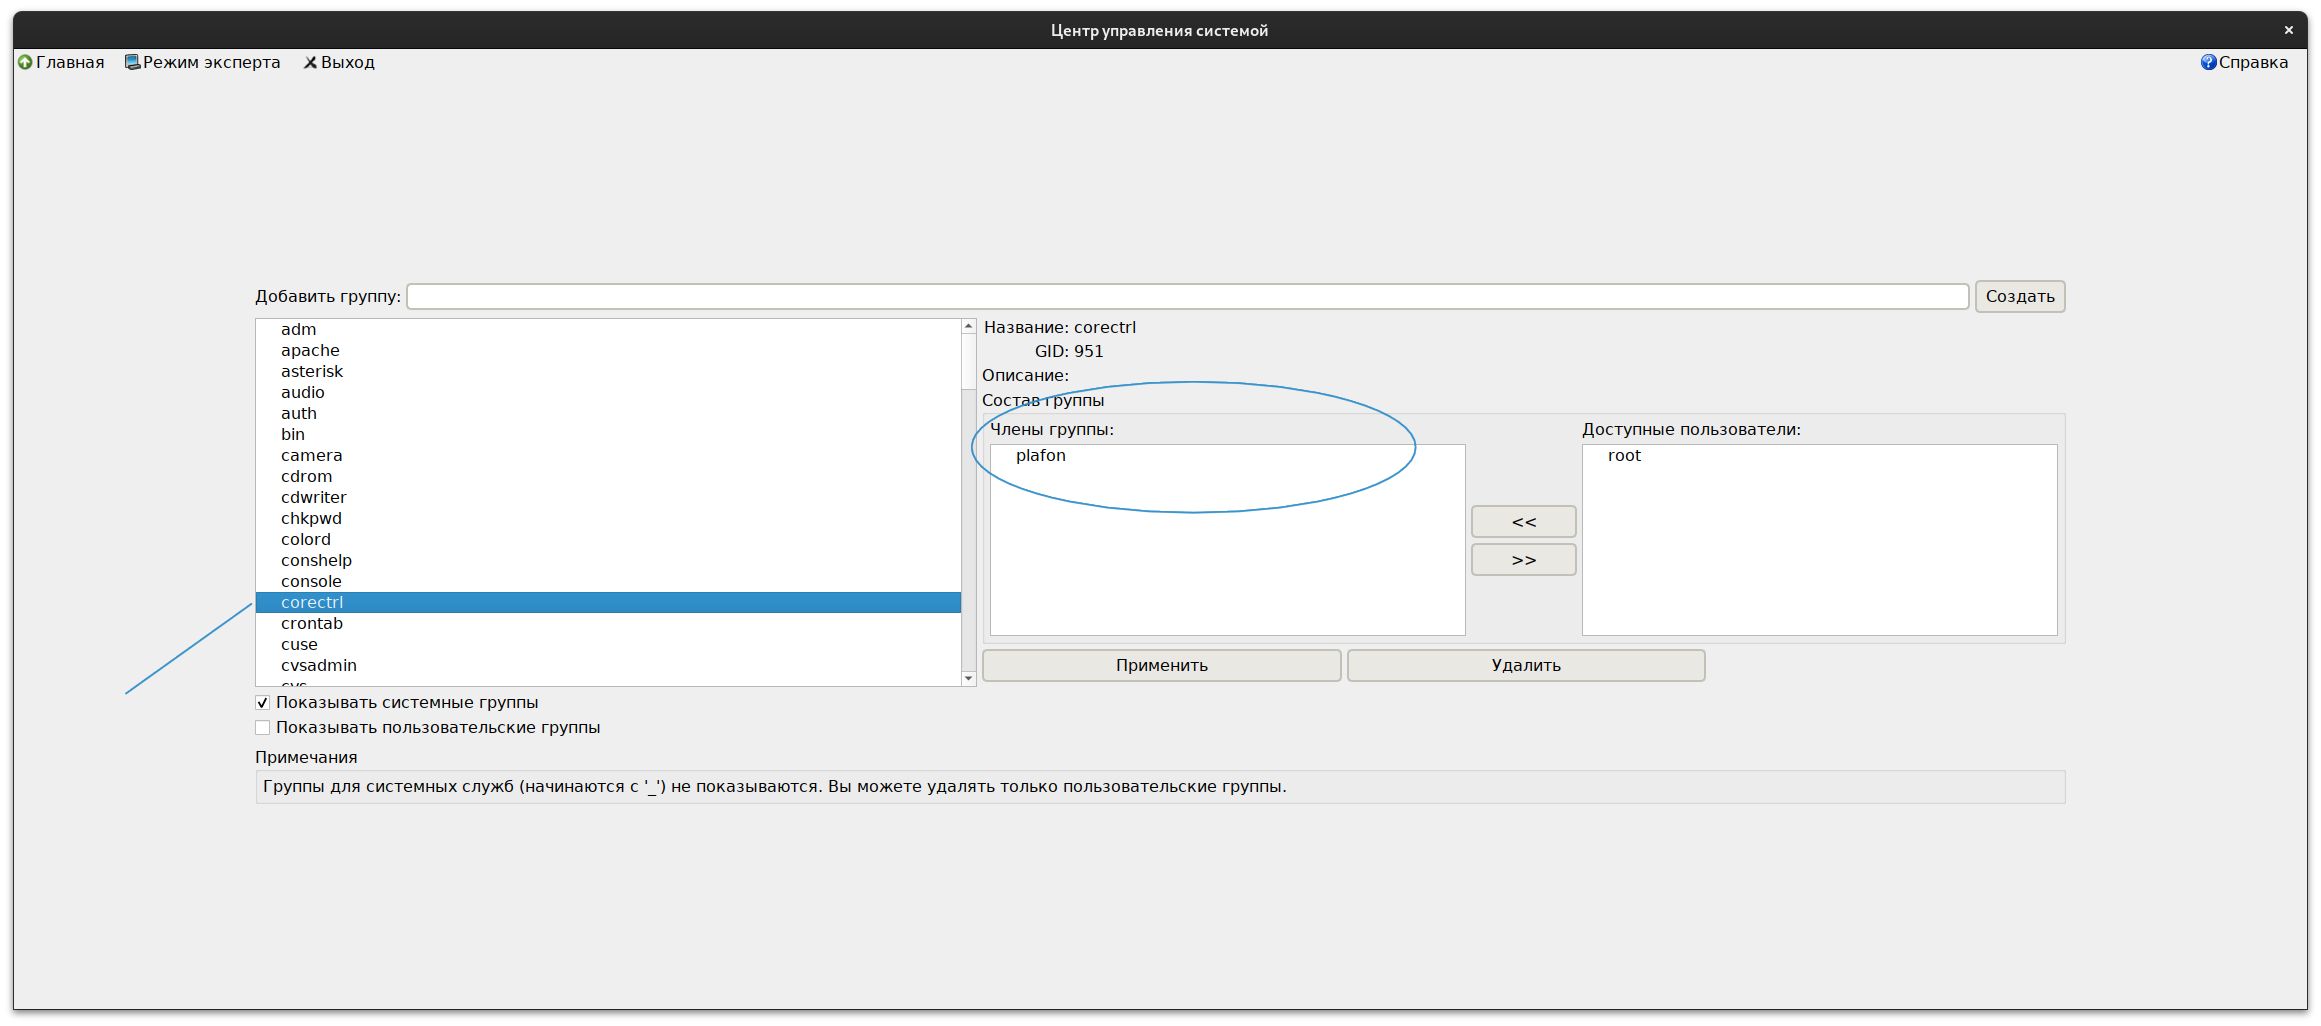 Центр управления системой
Главная Режим эксперта Выход Справка
Добавить группу: Создать
adm
apache
asterisk
audio
auth
bin
camera
cdrom
cdwriter
chkpwd
colord
conshelp
console
corectrl
crontab
cuse
cvsadmin
cvs
Название: corectrl
GID: 951
Описание:
Состав группы
Члены группы:
plafon
<<
>>
Доступные пользователи:
root
Применить Удалить
Показывать системные группы
Показывать пользовательские группы
Примечания
Группы для системных служб (начинаются с '_') не показываются. Вы можете удалять только пользовательские группы.